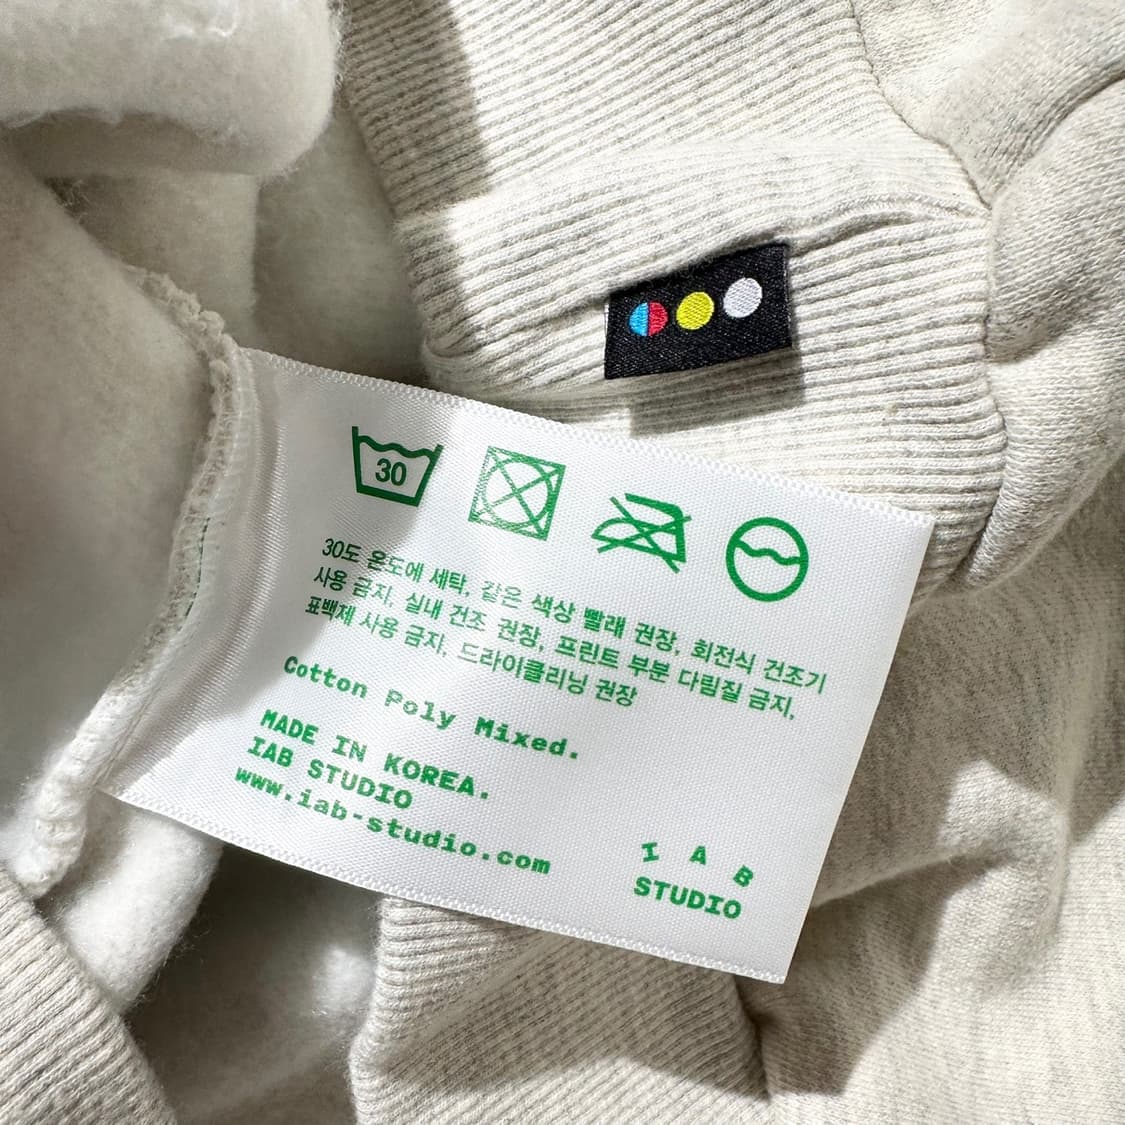 30
30도 온도에 세탁, 같은 색상 빨래 권장, 회전식 건조기
사용 금지, 실내 건조 권장, 프린트 부분 다림질 금지,
표백제 사용 금지, 드라이클리닝 권장
Cotton Poly Mixed.
MADE IN KOREA.
IAB STUDIO
www.iab-studio.com
I A B
STUDIO